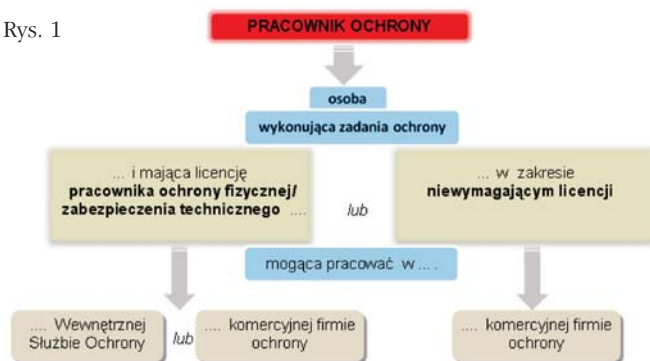 Rys. 1
PRACOWNIK OCHRONY
osoba
wykonująca zadania ochrony
... i mająca licencję
pracownika ochrony fizycznej/
zabezpieczenia technicznego ....
lub
... w zakresie
niewymagającym licencji
mogąca pracować w ... .
.... Wewnętrznej
Służbie Ochrony
lub
.... komercyjnej firmie
ochrony
.... komercyjnej firmie
ochrony